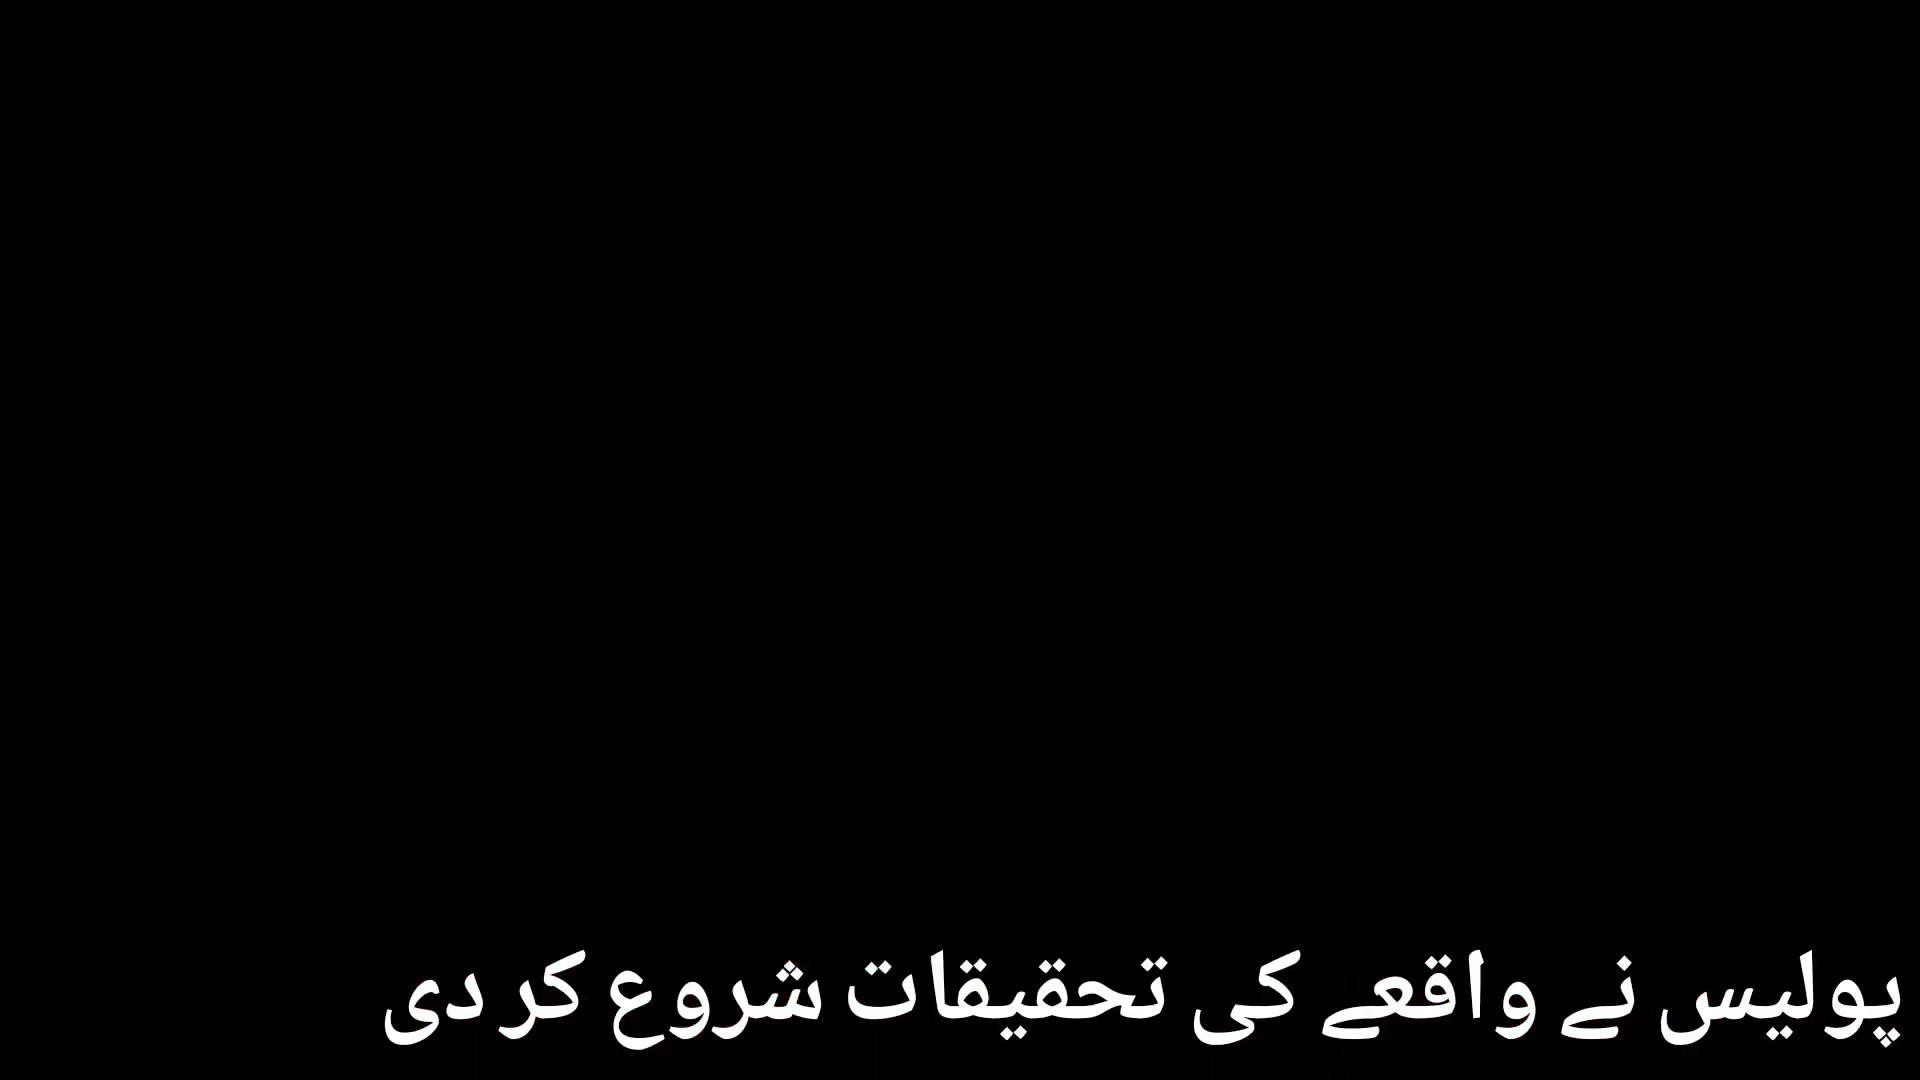 پولیس نے واقعے کی تحقیقات شروع کر دی